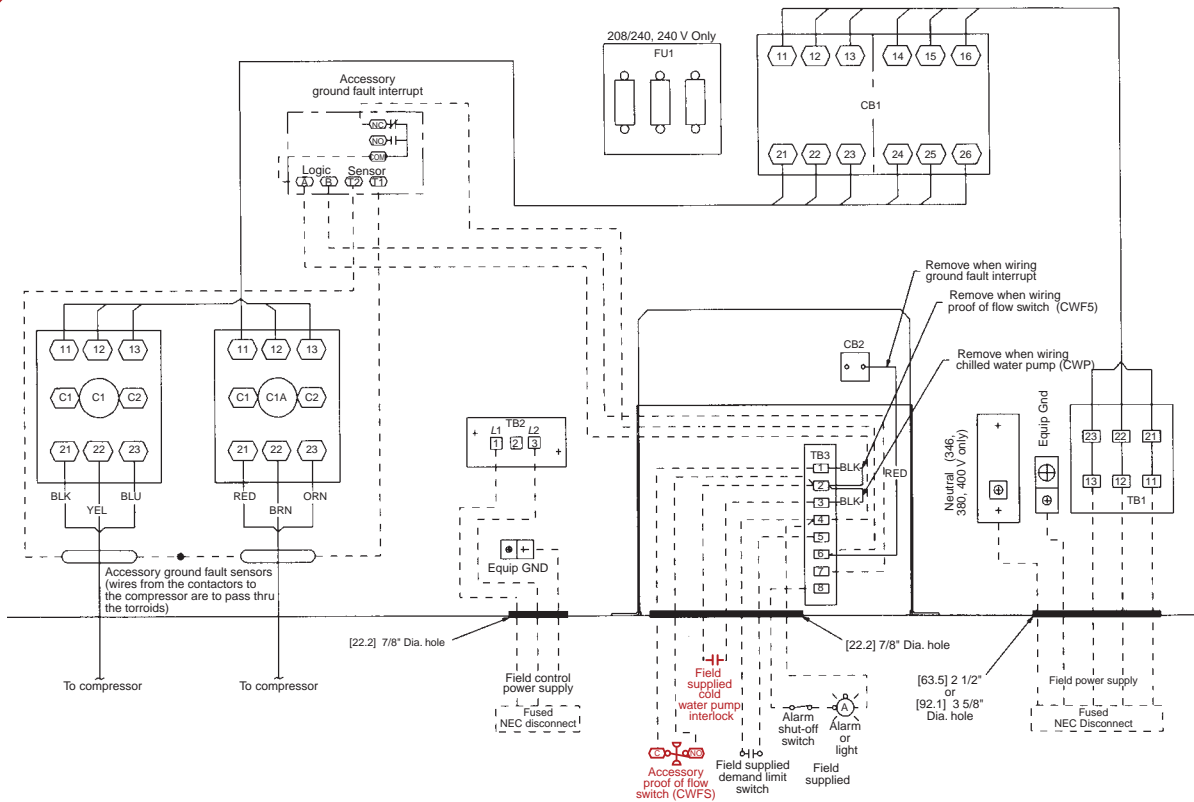 208/240, 240 V Only
FU1
11 12 13 14 15 16
CB1
21 22 23 24 25 26
Accessory
ground fault interrupt
NC
NO
COM
Logic Sensor
A B T2 T1
11 12 13
C1 C1 C2
21 22 23
BLK YEL BLU
11 12 13
C1 C1A C2
21 22 23
RED BRN ORN
Accessory ground fault sensors
(wires from the contactors to
the compressor are to pass thru
the torroids)
To compressor
To compressor
TB2
L1 L2
1 2 3
Equip GND
[22.2] 7/8" Dia. hole
Field control
power supply
Fused
NEC disconnect
Remove when wiring
ground fault interrupt
Remove when wiring
proof of flow switch (CWF5)
Remove when wiring
chilled water pump (CWP)
CB2
TB3
1 BLK
2
3 BLK
4
5
6
7
8
RED
[22.2] 7/8" Dia. hole
Field
supplied
cold
water pump
interlock
C NO
Accessory
proof of flow
switch (CWFS)
Field supplied
demand limit
switch
Alarm
shut-off
switch
A
Alarm
or
light
Field
supplied
Neutral (346,
380, 400 V only)
Equip Gnd
23 22 21
13 12 11
TB1
[63.5] 2 1/2"
or
[92.1] 3 5/8"
Dia. hole
Field power supply
Fused
NEC Disconnect